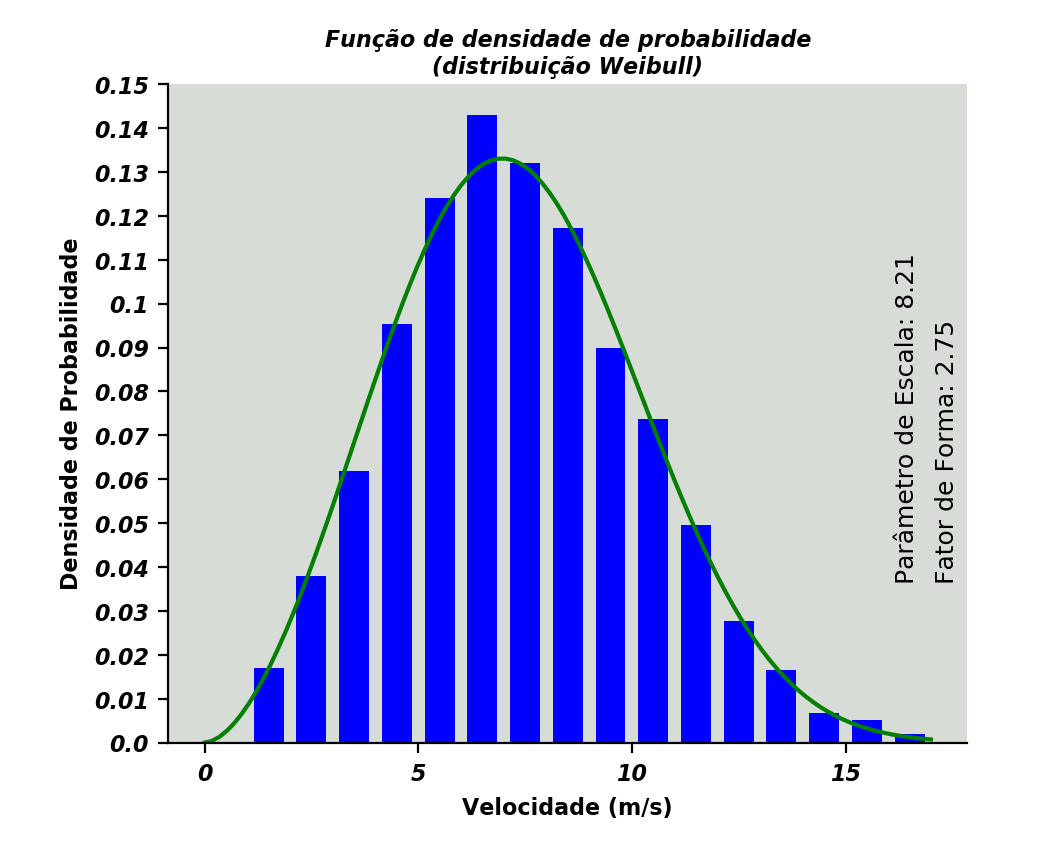 Função de densidade de probabilidade
(distribuição Weibull)
0.15
0.14
0.13
0.12
0.11
0.1
0.09
0.08
0.07
0.06
0.05
0.04
0.03
0.02
0.01
0.0
Densidade de Probabilidade
Parâmetro de Escala: 8.21
Fator de Forma: 2.75
0 5 10 15
Velocidade (m/s)